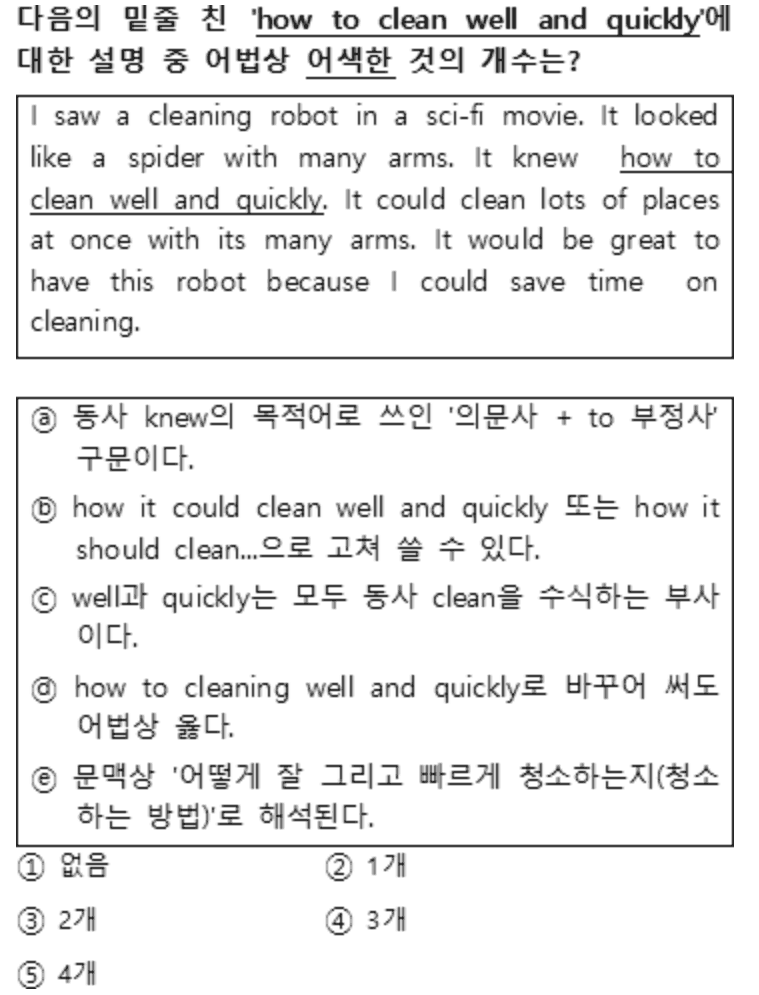 다음의 밑줄 친 'how to clean well and quickly'에
대한 설명 중 어법상 어색한 것의 개수는?
I saw a cleaning robot in a sci-fi movie. It looked
like a spider with many arms. It knew how to
clean well and quickly. It could clean lots of places
at once with its many arms. It would be great to
have this robot because I could save time on
cleaning.
ⓐ 동사 knew의 목적어로 쓰인 '의문사 + to 부정사'
구문이다.
ⓑ how it could clean well and quickly 또는 how it
should clean...으로 고쳐 쓸 수 있다.
ⓒ well과 quickly는 모두 동사 clean을 수식하는 부사
이다.
ⓓ how to cleaning well and quickly로 바꾸어 써도
어법상 옳다.
ⓔ 문맥상 '어떻게 잘 그리고 빠르게 청소하는지(청소
하는 방법)'로 해석된다.
① 없음 ② 1개
③ 2개 ④ 3개
⑤ 4개